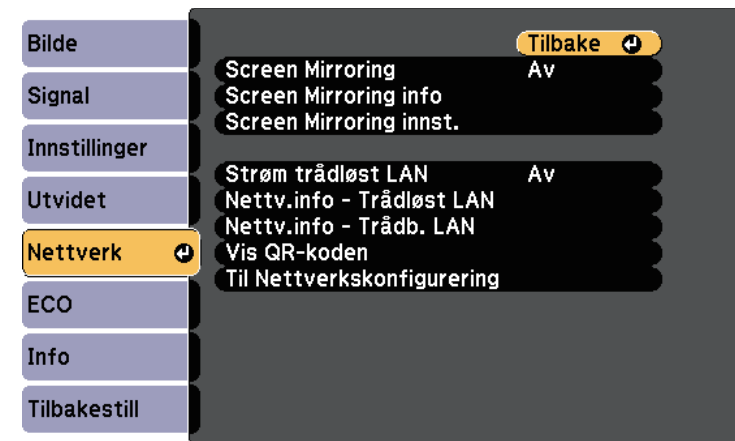 Bilde
Signal
Innstillinger
Utvidet
Nettverk
ECO
Info
Tilbakestill
Tilbake
Screen Mirroring Av
Screen Mirroring info
Screen Mirroring innst.
Strøm trådløst LAN Av
Nettv.info - Trådløst LAN
Nettv.info - Trådb. LAN
Vis QR-koden
Til Nettverkskonfigurering